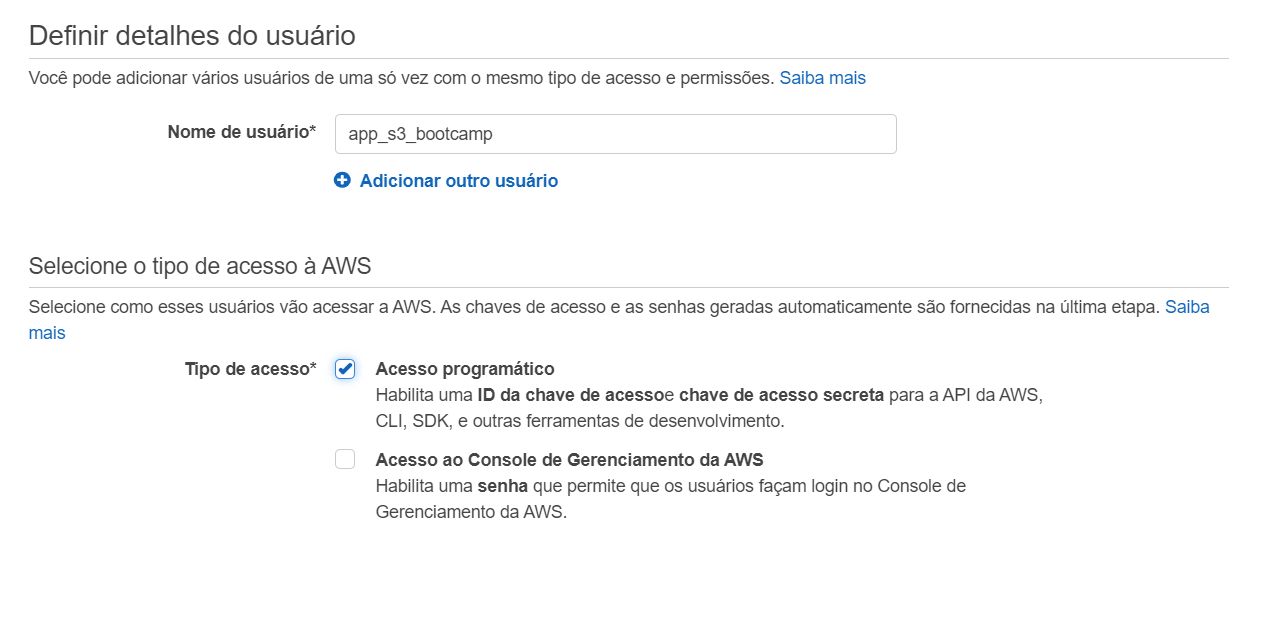 Definir detalhes do usuário
Você pode adicionar vários usuários de uma só vez com o mesmo tipo de acesso e permissões. Saiba mais
Nome de usuário* app_s3_bootcamp
Adicionar outro usuário
Selecione o tipo de acesso à AWS
Selecione como esses usuários vão acessar a AWS. As chaves de acesso e as senhas geradas automaticamente são fornecidas na última etapa. Saiba
mais
Tipo de acesso* Acesso programático
Habilita uma ID da chave de acessoe chave de acesso secreta para a API da AWS,
CLI, SDK, e outras ferramentas de desenvolvimento.
Acesso ao Console de Gerenciamento da AWS
Habilita uma senha que permite que os usuários façam login no Console de
Gerenciamento da AWS.